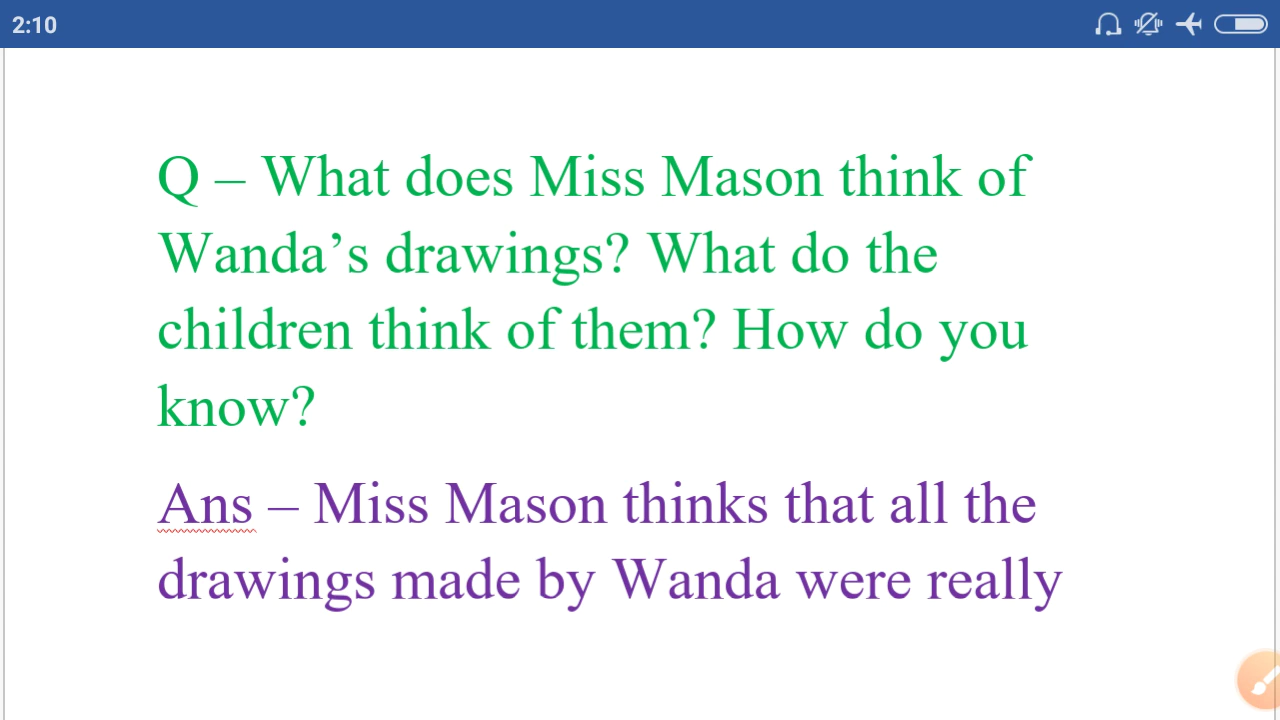 2:10
Q – What does Miss Mason think of
Wanda’s drawings? What do the
children think of them? How do you
know?
Ans – Miss Mason thinks that all the
drawings made by Wanda were really